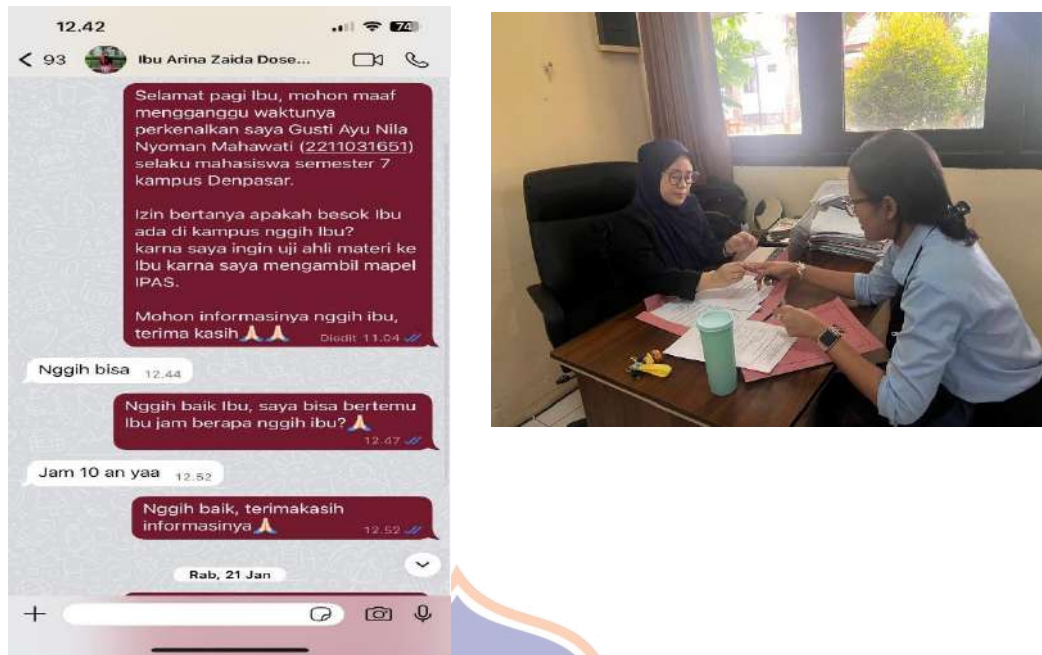 12.42
74
93
Ibu Arina Zaida Dose...
Selamat pagi Ibu, mohon maaf
mengganggu waktunya
perkenalkan saya Gusti Ayu Nila
Nyoman Mahawati (2211031651)
selaku mahasiswa semester 7
kampus Denpasar.
Izin bertanya apakah besok Ibu
ada di kampus nggih Ibu?
karna saya ingin uji ahli materi ke
Ibu karna saya mengambil mapel
IPAS.
Mohon informasinya nggih ibu,
terima kasih🙏🏻🙏🏻
Diedit 11.04
Nggih bisa 12.44
Nggih baik Ibu, saya bisa bertemu
Ibu jam berapa nggih ibu?🙏🏻
12.47
Jam 10 an yaa 12.52
Nggih baik, terimakasih
informasinya🙏🏻 12.52
Rab, 21 Jan